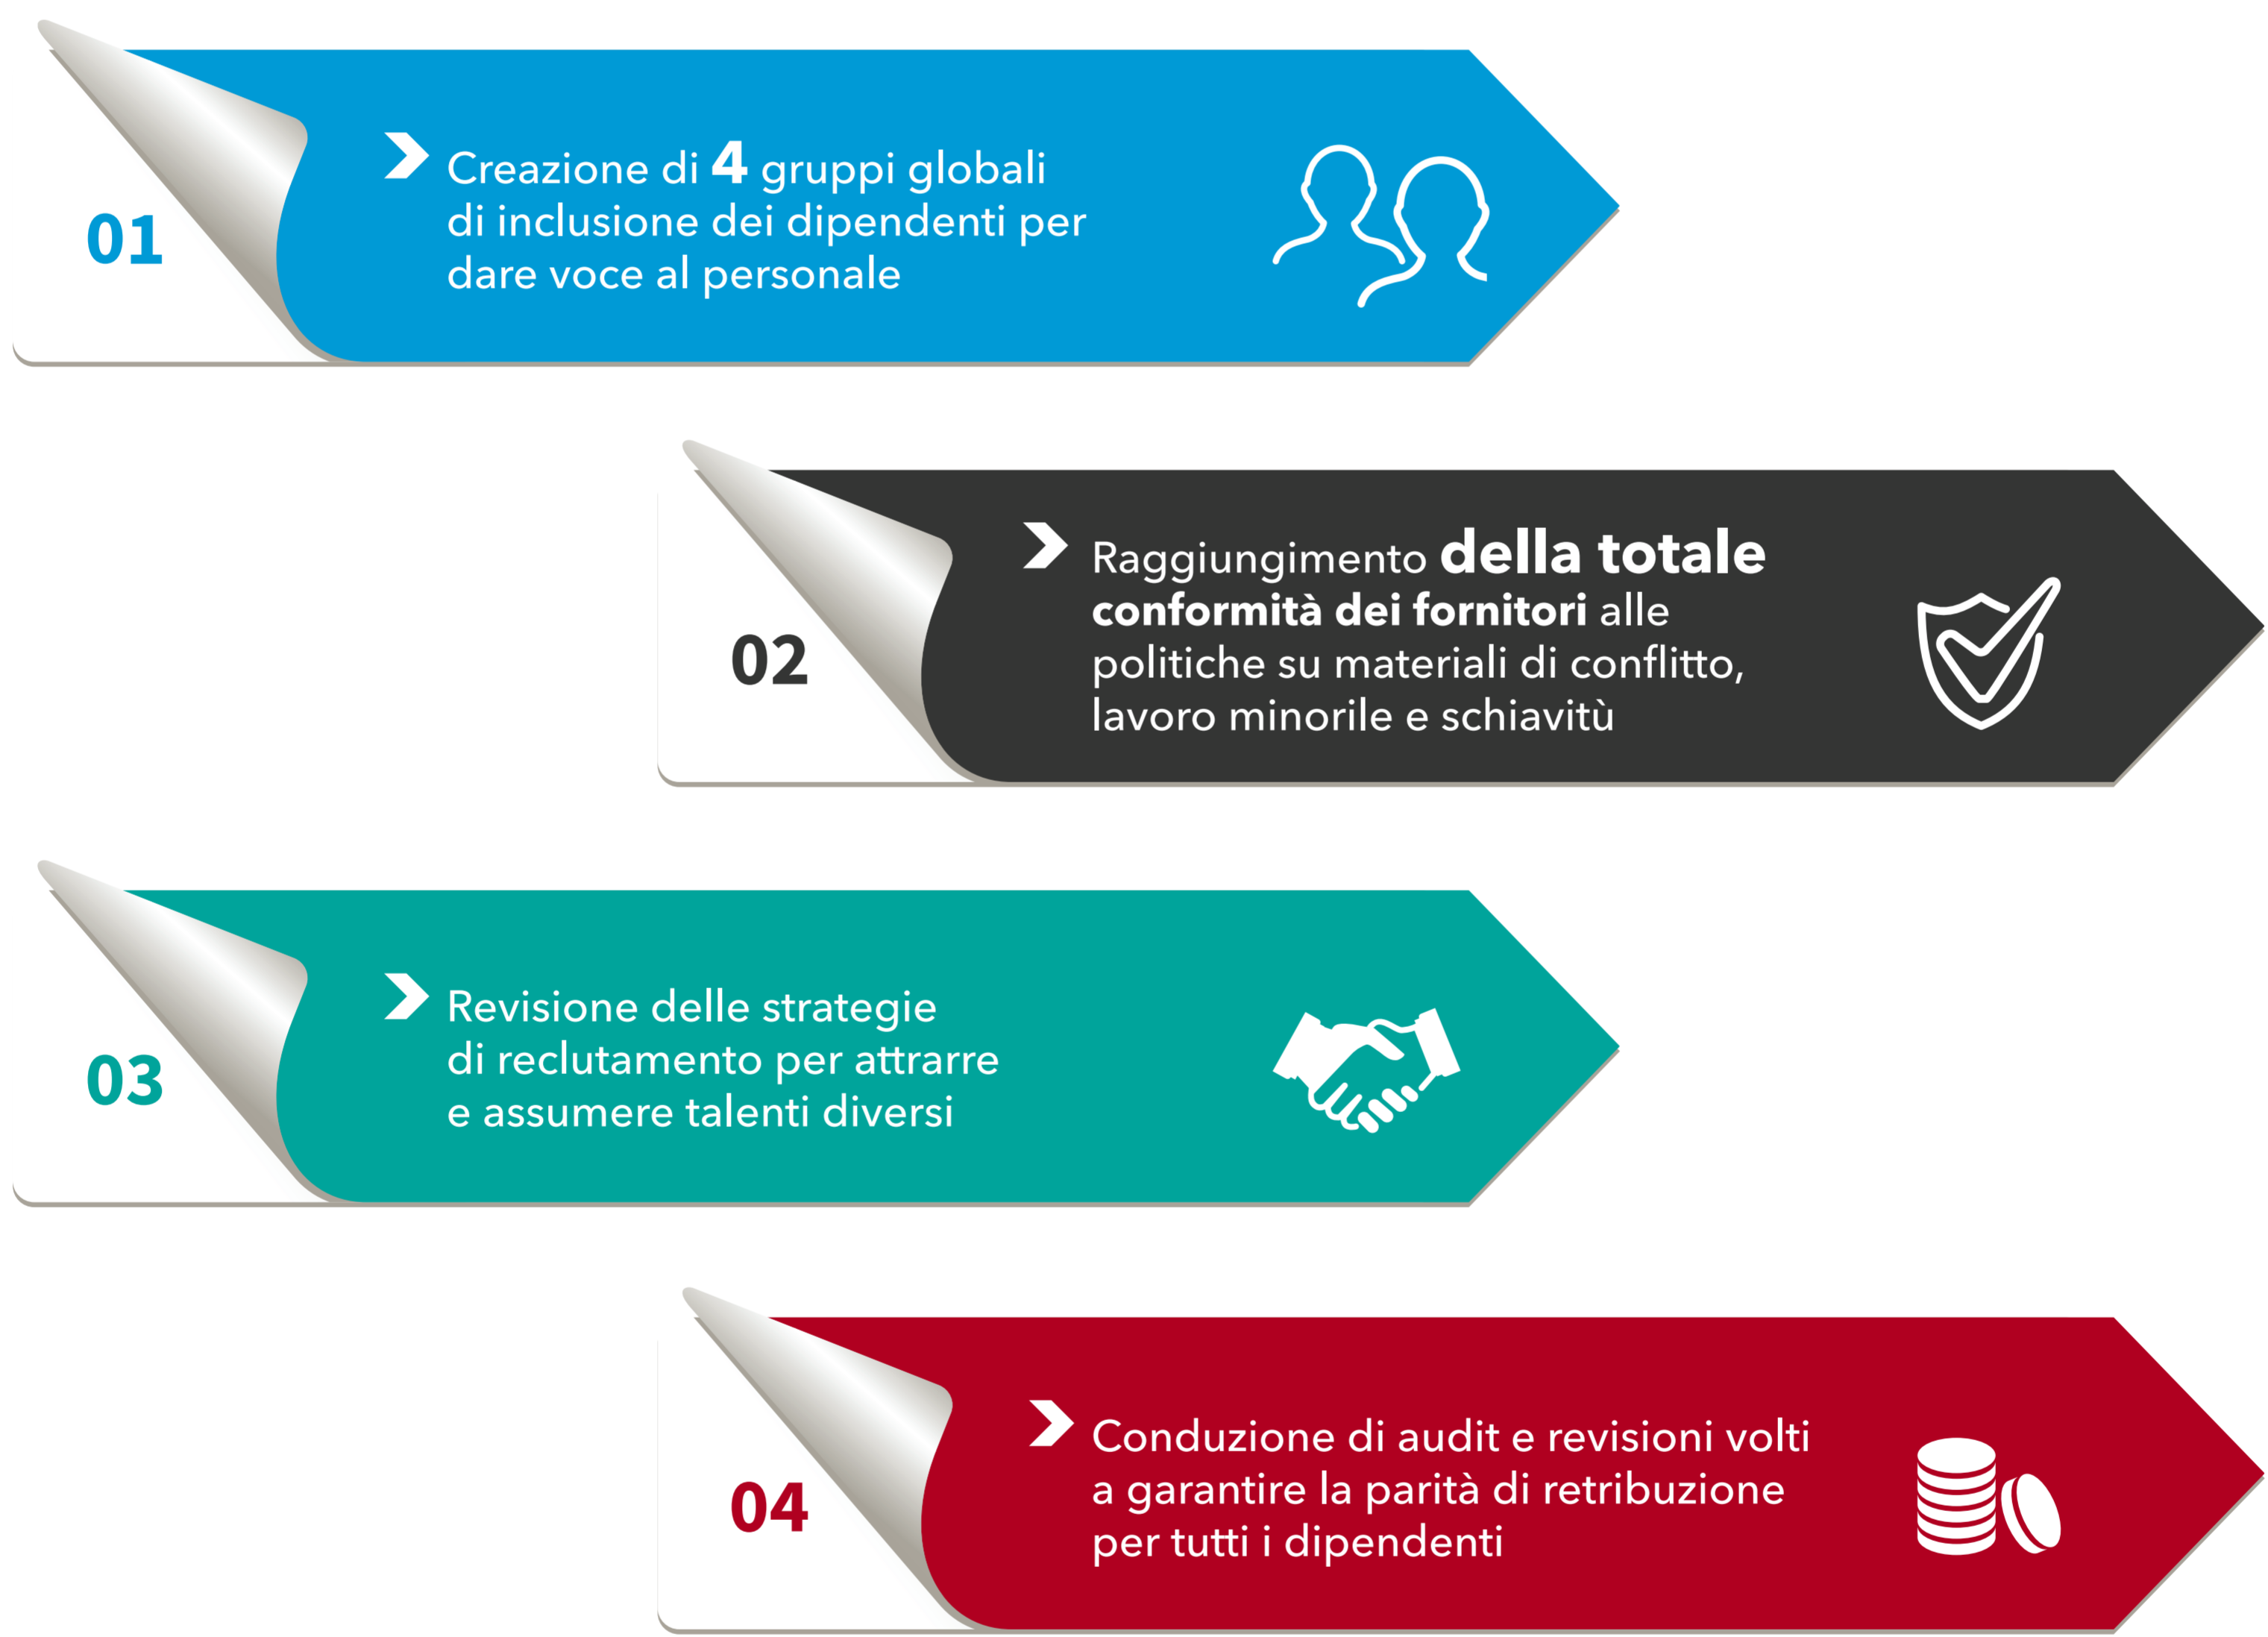 01
Creazione di 4 gruppi globali
di inclusione dei dipendenti per
dare voce al personale
02
Raggiungimento della totale
conformità dei fornitori alle
politiche su materiali di conflitto,
lavoro minorile e schiavitù
03
Revisione delle strategie
di reclutamento per attrarre
e assumere talenti diversi
04
Conduzione di audit e revisioni volti
a garantire la parità di retribuzione
per tutti i dipendenti